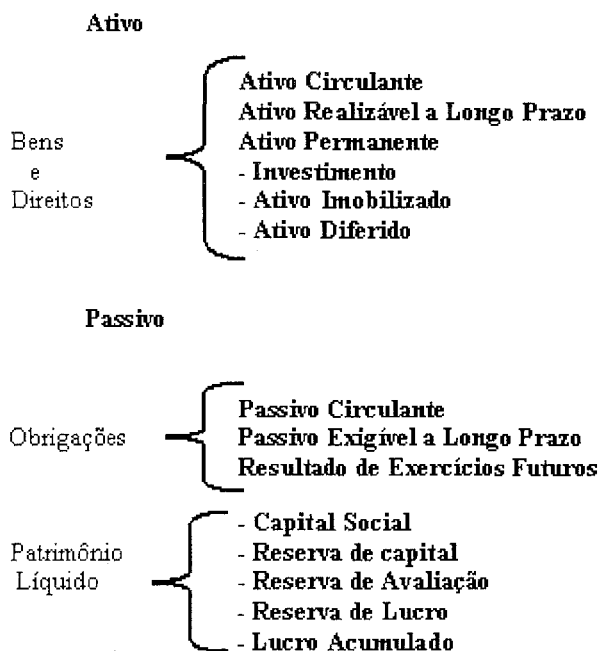 Ativo
Bens
e
Direitos
Ativo Circulante
Ativo Realizável a Longo Prazo
Ativo Permanente
- Investimento
- Ativo Imobilizado
- Ativo Diferido
Passivo
Obrigações
Passivo Circulante
Passivo Exigível a Longo Prazo
Resultado de Exercícios Futuros
Patrimônio
Líquido
- Capital Social
- Reserva de capital
- Reserva de Avaliação
- Reserva de Lucro
- Lucro Acumulado